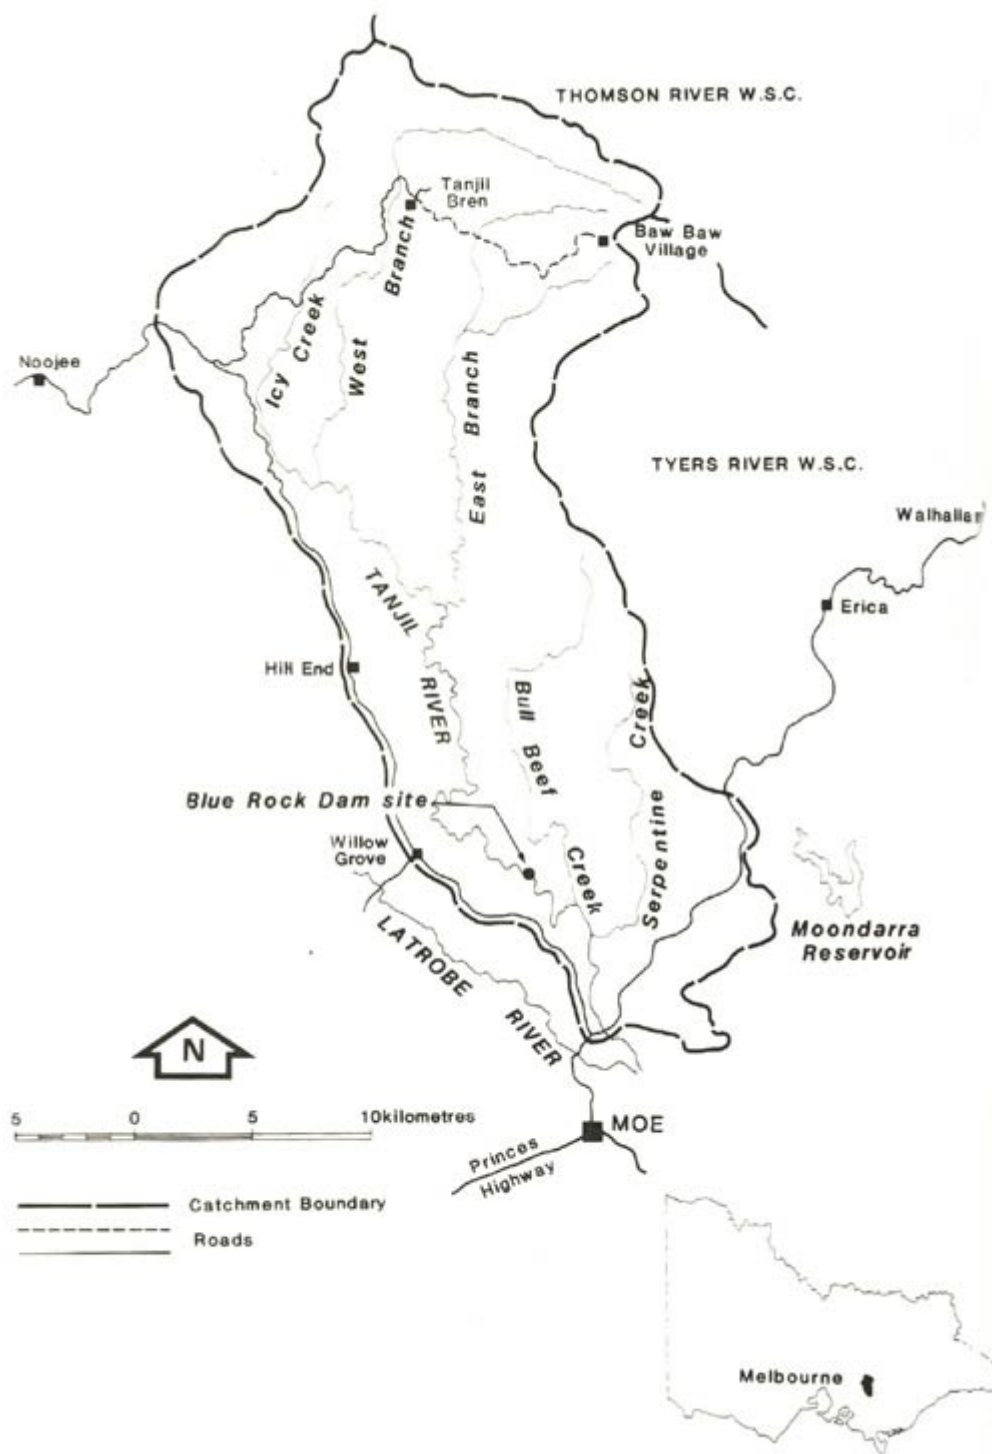 THOMSON RIVER W.S.C.
Tanjil
Bren
Baw Baw
Village
Branch
Icy Creek
West
Noojee
East Branch
TYERS RIVER W.S.C.
Walhalla
Erica
TANJIL
RIVER
Hill End
Bull Beef
Creek
Creek
Serpentine
Blue Rock Dam site
Willow
Grove
LATROBE
RIVER
Moondarra
Reservoir
N
5 0 5 10kilometres
MOE
Princes
Highway
Catchment Boundary
Roads
Melbourne